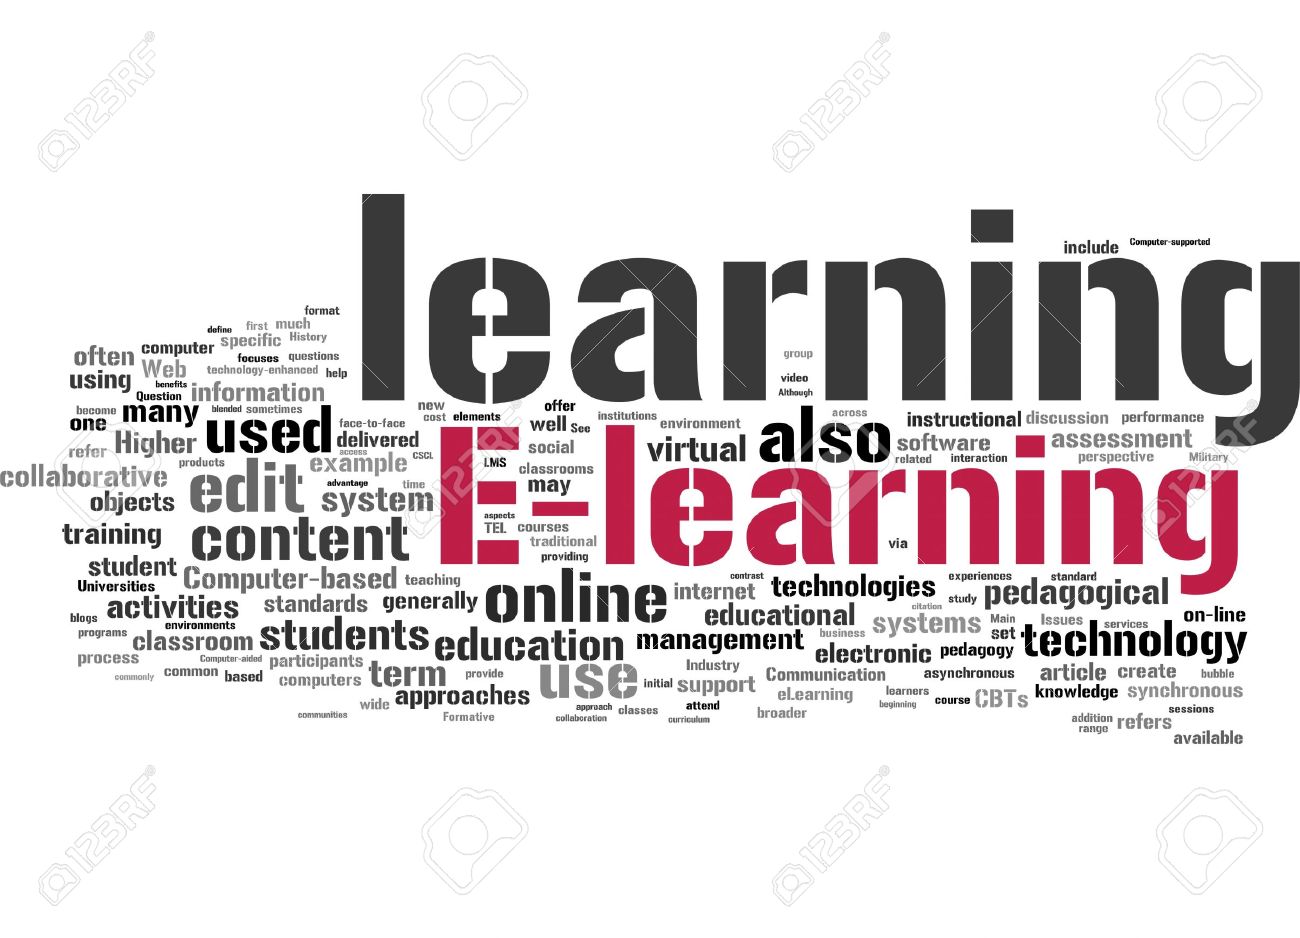 123RF
123RF
learning
include
Computer-supported
format
define
first
much
often
computer
specific
History
focuses
questions
group
using
Web
benefits
technology-enhanced
help
video
Question
information
Although
become
many
blended
sometimes
new
cost
elements
offer
institutions
across
one
used
face-to-face
well
See
environment
also
instructional
discussion
performance
refer
Higher
delivered
access
E-learning
social
virtual
software
assessment
collaborative
products
example
CSCL
LMS
classrooms
related
interaction
perspective
Military
objects
edit
advantage
time
system
may
training
content
aspects
TEL
courses
traditional
via
student
providing
Universities
Computer-based
teaching
online
internet
contrast
technologies
experiences
standard
pedagogical
blogs
activities
standards
generally
educational
citation
study
on-line
programs
environments
classroom
students
education
management
business
systems
Main
set
Issues
services
technology
process
Computer-aided
participants
electronic
pedagogy
commonly
common
based
computers
term
provide
use
initial
Industry
support
Communication
asynchronous
article
create
bubble
wide
approaches
approach
classes
attend
eLearning
learners
beginning
course
CBTs
knowledge
synchronous
communities
Formative
collaboration
curriculum
broader
addition
range
refers
sessions
available
123RF
123RF